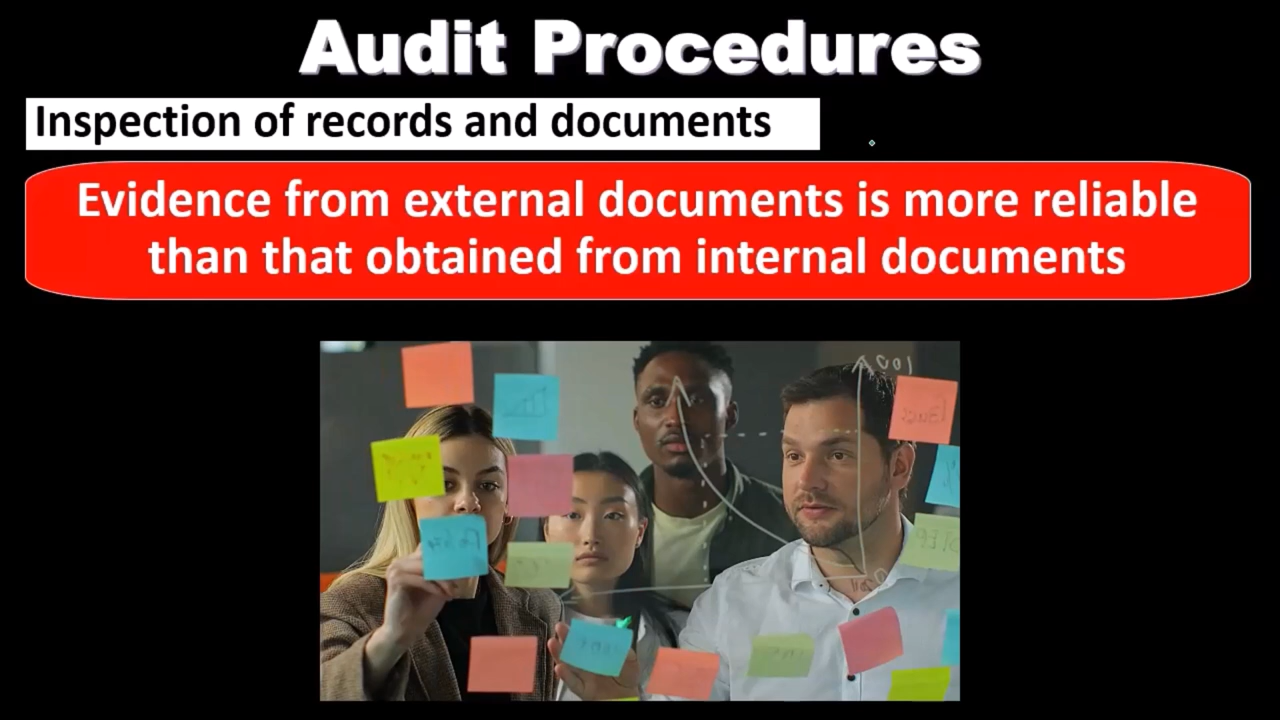 Audit Procedures
Inspection of records and documents
Evidence from external documents is more reliable
than that obtained from internal documents